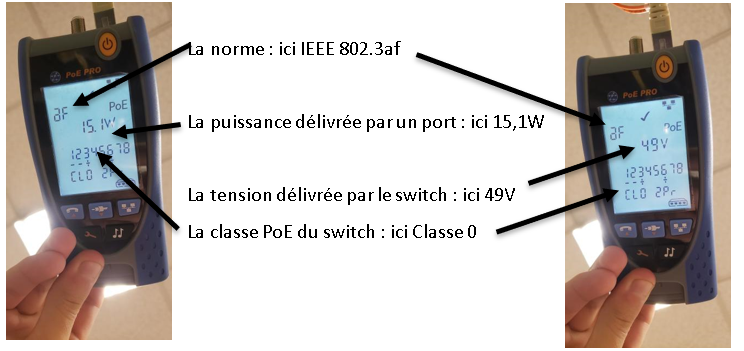 La norme : ici IEEE 802.3af
La puissance délivrée par un port : ici 15,1W
La tension délivrée par le switch : ici 49V
La classe PoE du switch : ici Classe 0
PoE PRO
aF
PoE
15.1W
12345678
--+
CL0 2P
PoE PRO
aF
PoE
49V
12345678
CL0 2Pr